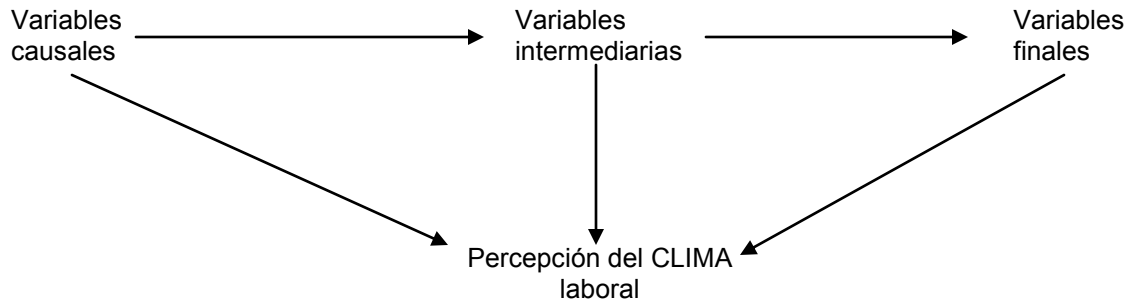 Variables
causales
Variables
intermediarias
Variables
finales
Percepción del CLIMA
laboral